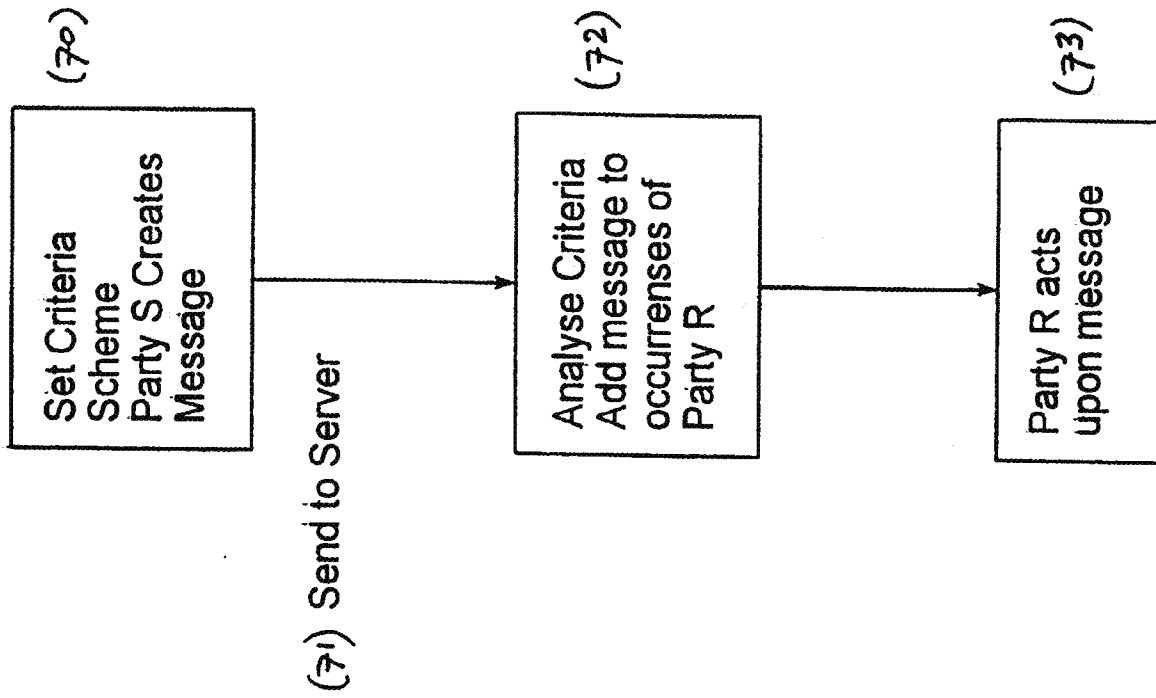 Set Criteria
Scheme
Party S Creates
Message
(70)
(71) Send to Server
Analyse Criteria
Add message to
occurrenses of
Party R
(72)
Party R acts
upon message
(73)